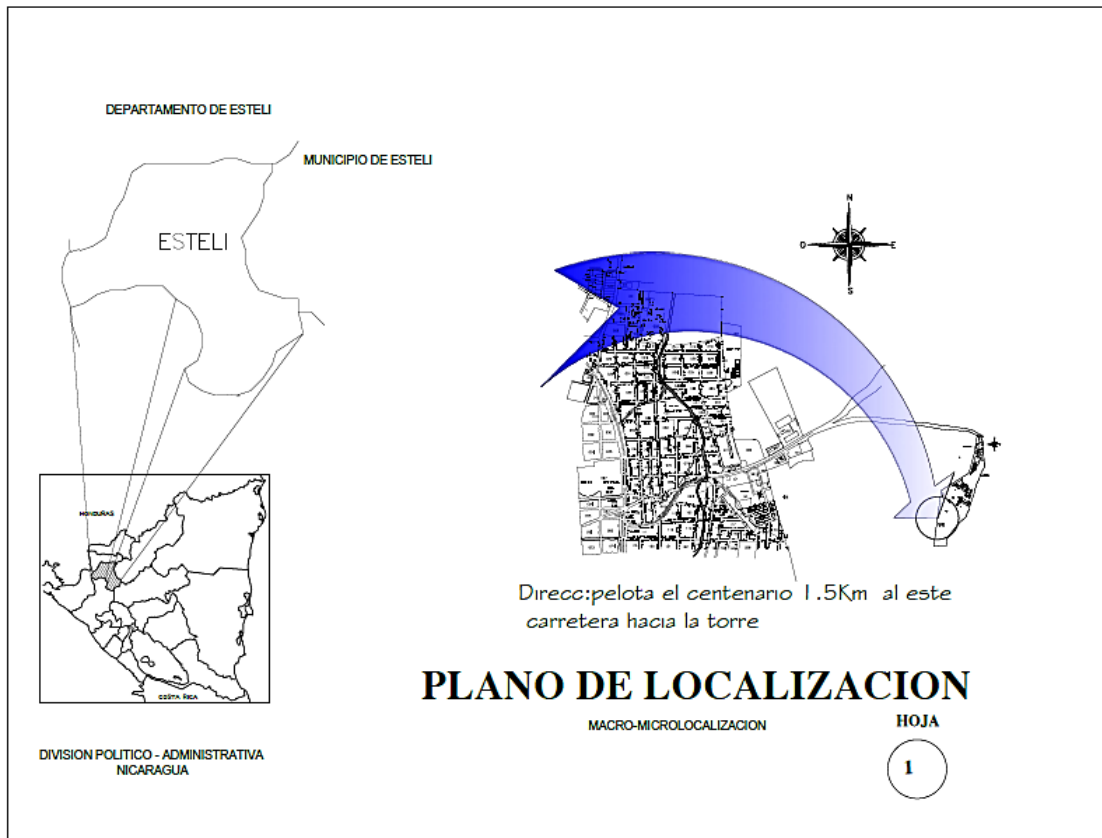 DEPARTAMENTO DE ESTELI
MUNICIPIO DE ESTELI
ESTELI
N
O
E
S
HONDURAS
COSTA RICA
Direcc:pelota el centenario 1.5Km al este
carretera hacia la torre
PLANO DE LOCALIZACION
MACRO-MICROLOCALIZACION
HOJA
1
DIVISION POLITICO - ADMINISTRATIVA
NICARAGUA